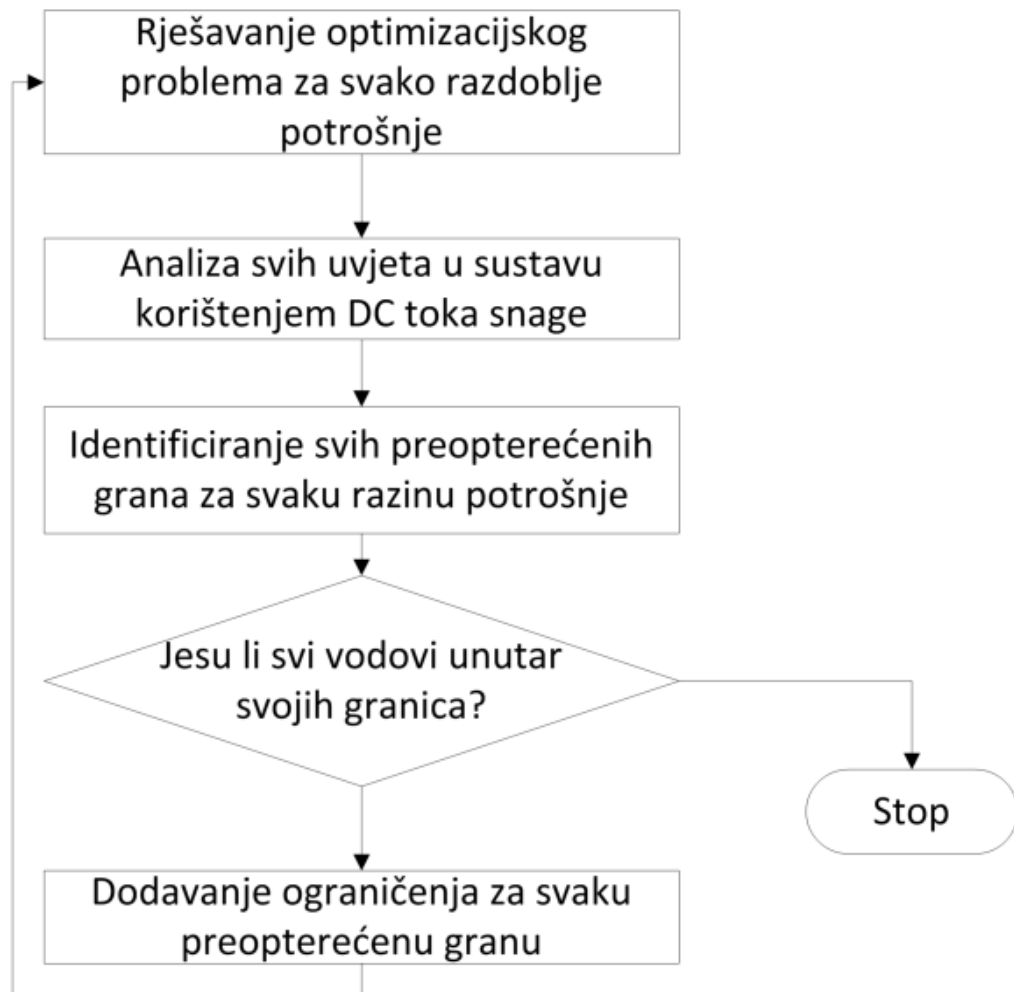 Rješavanje optimizacijskog
problema za svako razdoblje
potrošnje
Analiza svih uvjeta u sustavu
korištenjem DC toka snage
Identificiranje svih preopterećenih
grana za svaku razinu potrošnje
Jesu li svi vodovi unutar
svojih granica?
Stop
Dodavanje ograničenja za svaku
preopterećenu granu